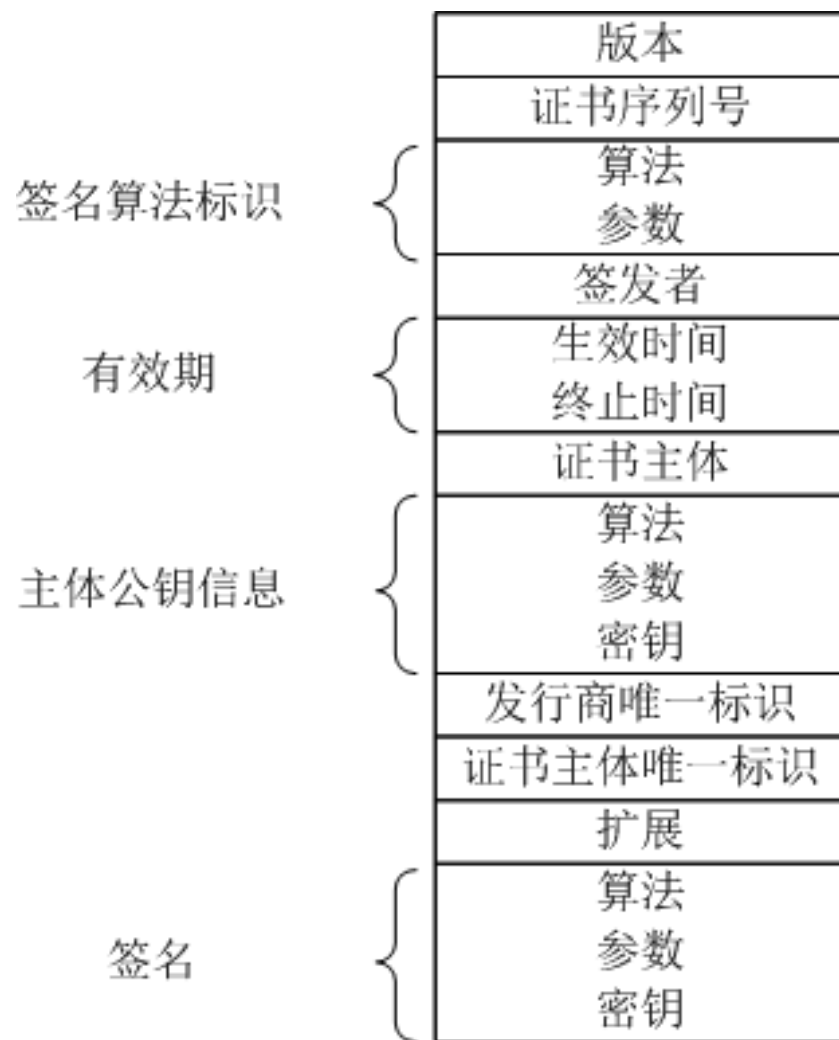 版本
证书序列号
签名算法标识
算法
参数
签发者
有效期
生效时间
终止时间
证书主体
主体公钥信息
算法
参数
密钥
发行商唯一标识
证书主体唯一标识
扩展
签名
算法
参数
密钥